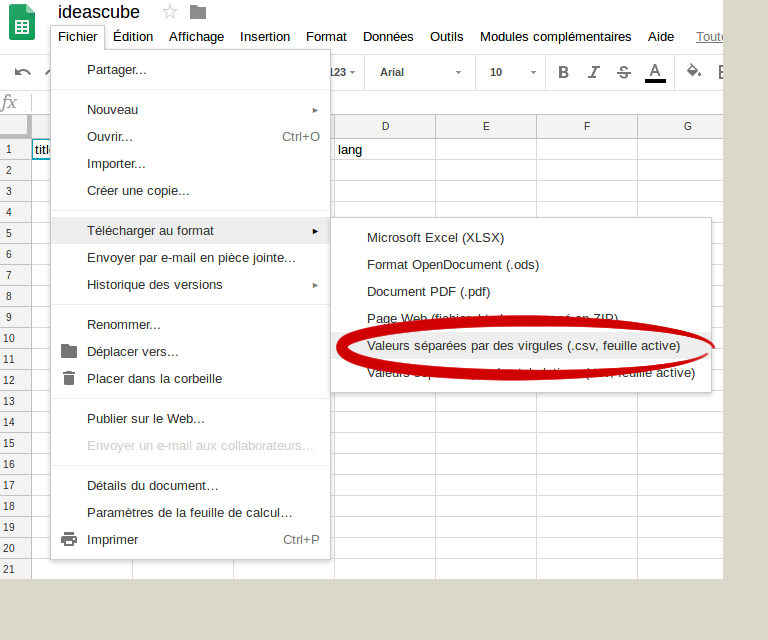 ideascube
Fichier Édition Affichage Insertion Format Données Outils Modules complémentaires Aide Toute
123 Arial 10 B I S A
fx
D E F G
1 lang
2
3
4
5
6
7
8
9
10
11
12
13
14
15
16
17
18
19
20
21
Partager...
Nouveau
Ouvrir... Ctrl+O
Importer...
Créer une copie...
Télécharger au format
Envoyer par e-mail en pièce jointe...
Historique des versions
Renommer...
Déplacer vers...
Placer dans la corbeille
Publier sur le Web...
Envoyer un e-mail aux collaborateurs...
Détails du document...
Paramètres de la feuille de calcul...
Imprimer Ctrl+P
Microsoft Excel (XLSX)
Format OpenDocument (.ods)
Document PDF (.pdf)
Page Web en ZIP)
Valeurs séparées par des virgules (.csv, feuille active)
Valeurs feuille active)